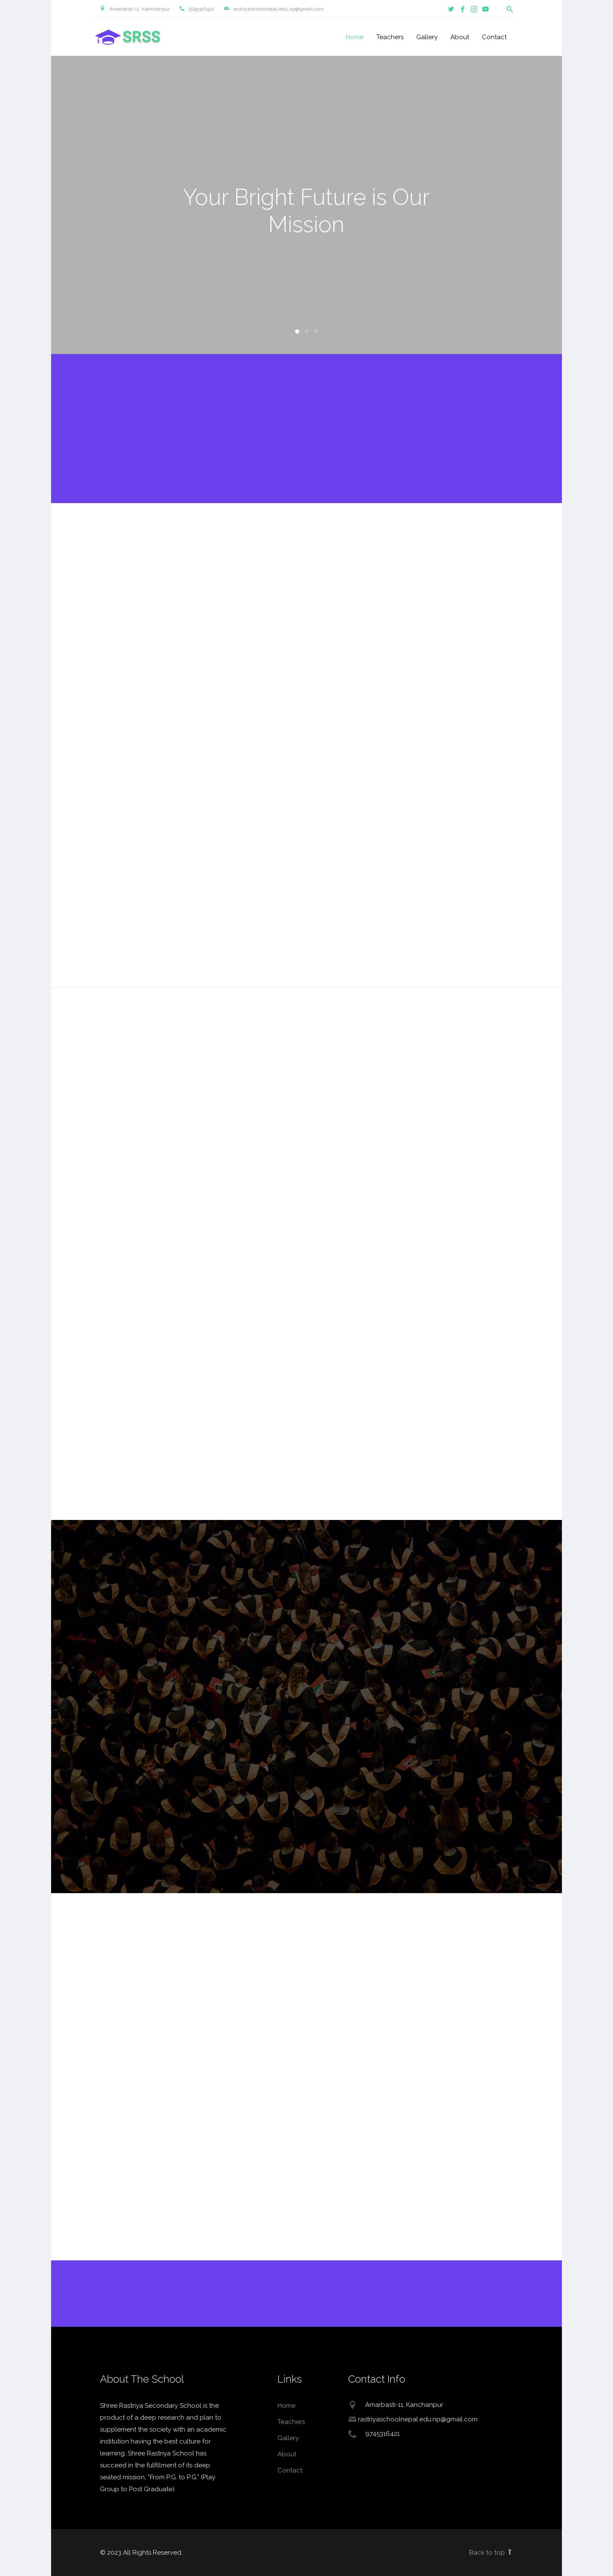 Amarbasti-11, Kanchanpur 9745316421 rastriyaschoolnepal.edu.np@gmail.com
SRSS
Home Teachers Gallery About Contact
Your Bright Future is Our
Mission
About The School
Shree Rastriya Secondary School is the
product of a deep research and plan to
supplement the society with an academic
institution having the best culture for
learning. Shree Rastriya School has
succeed in the fulfillment of its deep
seated mission, "From P.G. to P.G." (Play
Group to Post Graduate).
Links
Home
Teachers
Gallery
About
Contact
Contact Info
Amarbasti-11, Kanchanpur
rastriyaschoolnepal.edu.np@gmail.com
9745316421
© 2023 All Rights Reserved.
Back to top